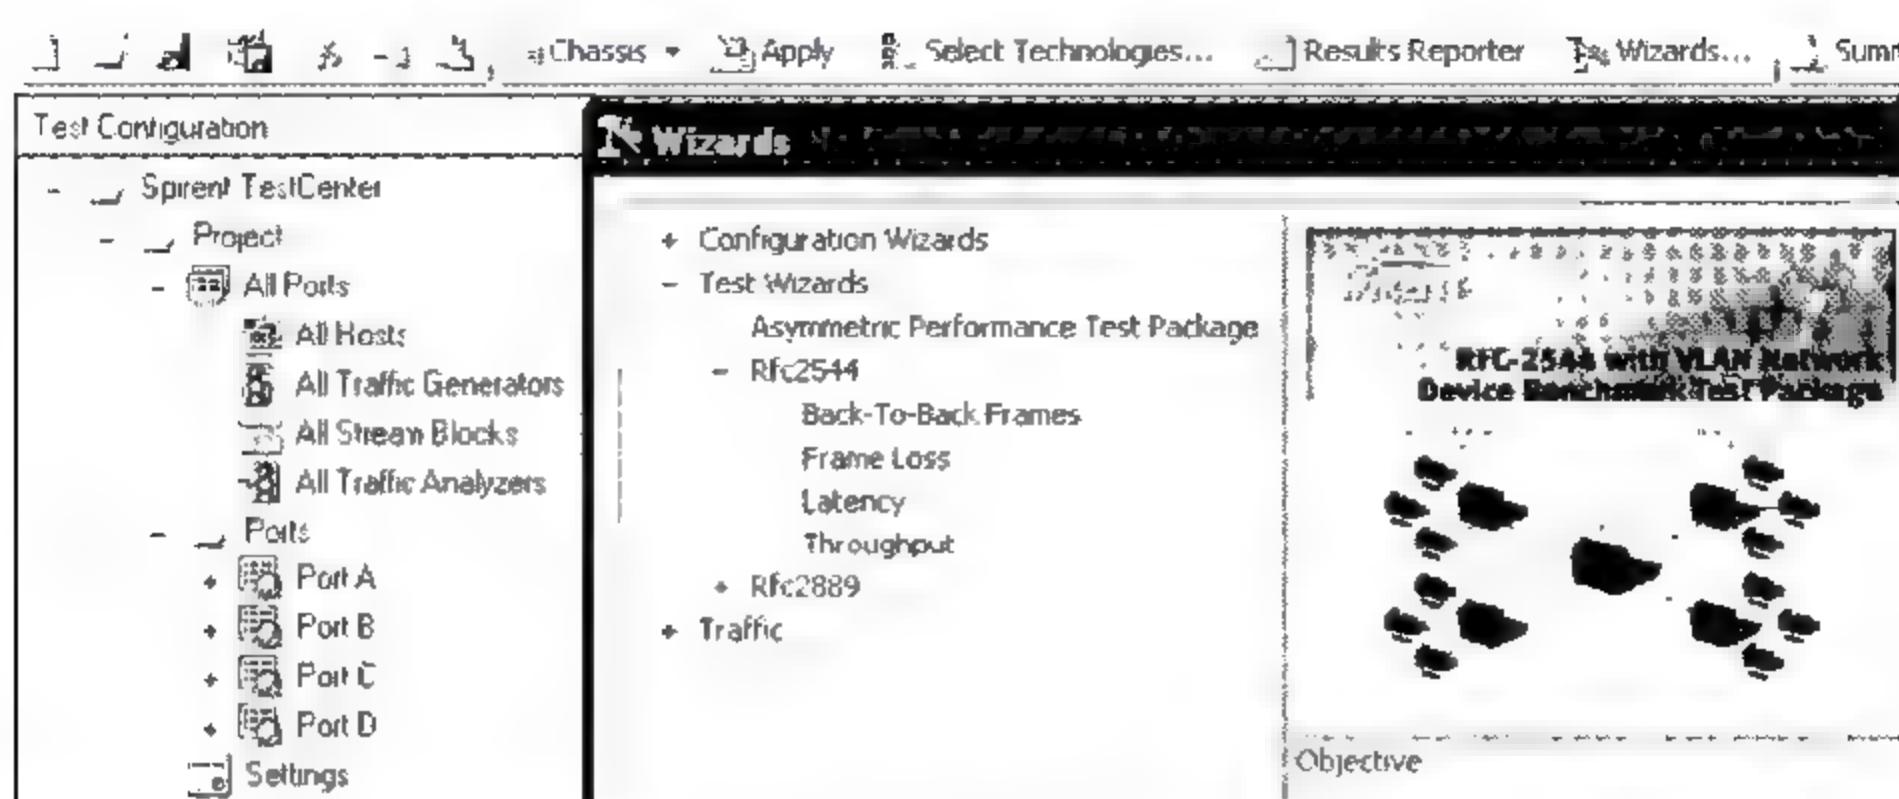 Chassis Apply Select Technologies... Results Reporter Wizards...
Test Configuration
Spirent TestCenter
Project
All Ports
All Hosts
All Traffic Generators
All Stream Blocks
All Traffic Analyzers
Ports
Port A
Port B
Port C
Port D
Settings
Wizards
Configuration Wizards
Test Wizards
Asymmetric Performance Test Package
Rfc2544
Back-To-Back Frames
Frame Loss
Latency
Throughput
Rfc2889
Traffic
RFC-2544 with VLAN Network
Device Benchmark Test Package
Objective